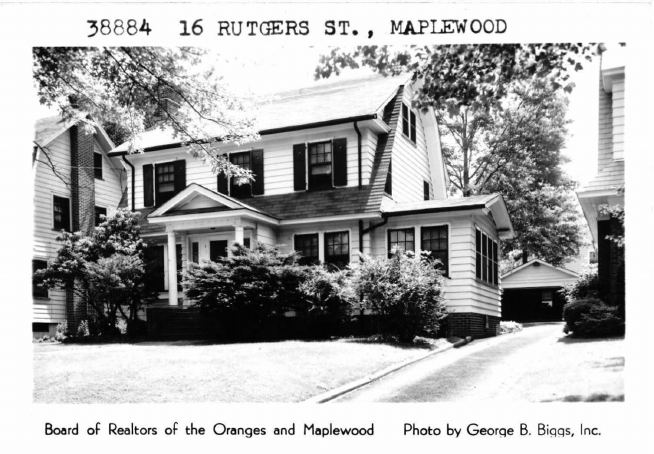 38884 16 RUTGERS ST., MAPLEWOOD
Board of Realtors of the Oranges and Maplewood Photo by George B. Biggs, Inc.